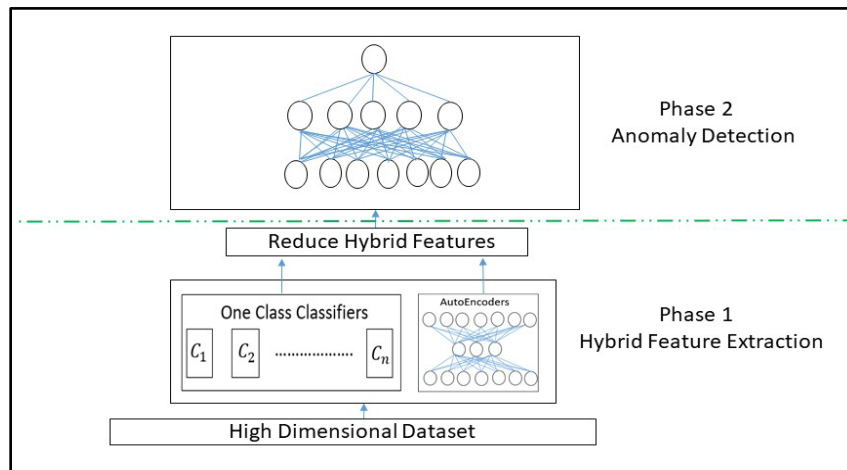 Phase 2
Anomaly Detection
Reduce Hybrid Features
One Class Classifiers
C₁ C₂ ................... Cₙ
AutoEncoders
Phase 1
Hybrid Feature Extraction
High Dimensional Dataset